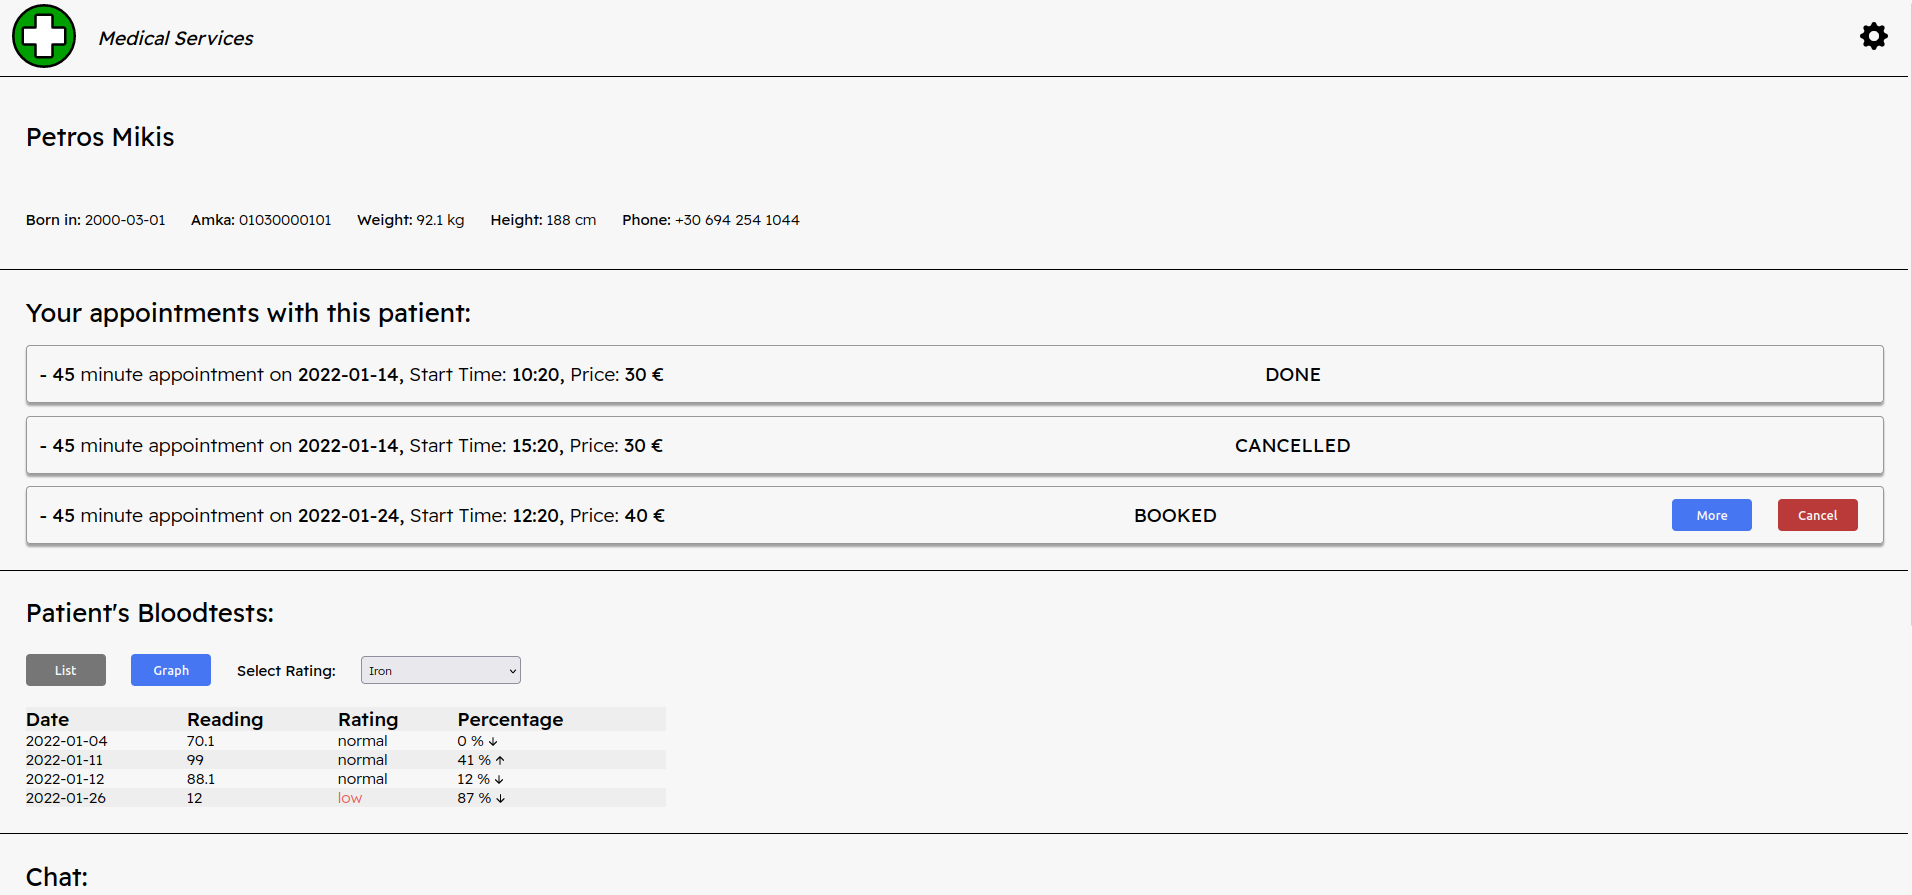 Medical Services
Petros Mikis
Born in: 2000-03-01 Amka: 01030000101 Weight: 92.1 kg Height: 188 cm Phone: +30 694 254 1044
Your appointments with this patient:
- 45 minute appointment on 2022-01-14, Start Time: 10:20, Price: 30 € DONE
- 45 minute appointment on 2022-01-14, Start Time: 15:20, Price: 30 € CANCELLED
- 45 minute appointment on 2022-01-24, Start Time: 12:20, Price: 40 € BOOKED More Cancel
Patient's Bloodtests:
List Graph Select Rating: Iron
Date Reading Rating Percentage
2022-01-04 70.1 normal 0 % ↓
2022-01-11 99 normal 41 % ↑
2022-01-12 88.1 normal 12 % ↓
2022-01-26 12 low 87 % ↓
Chat: